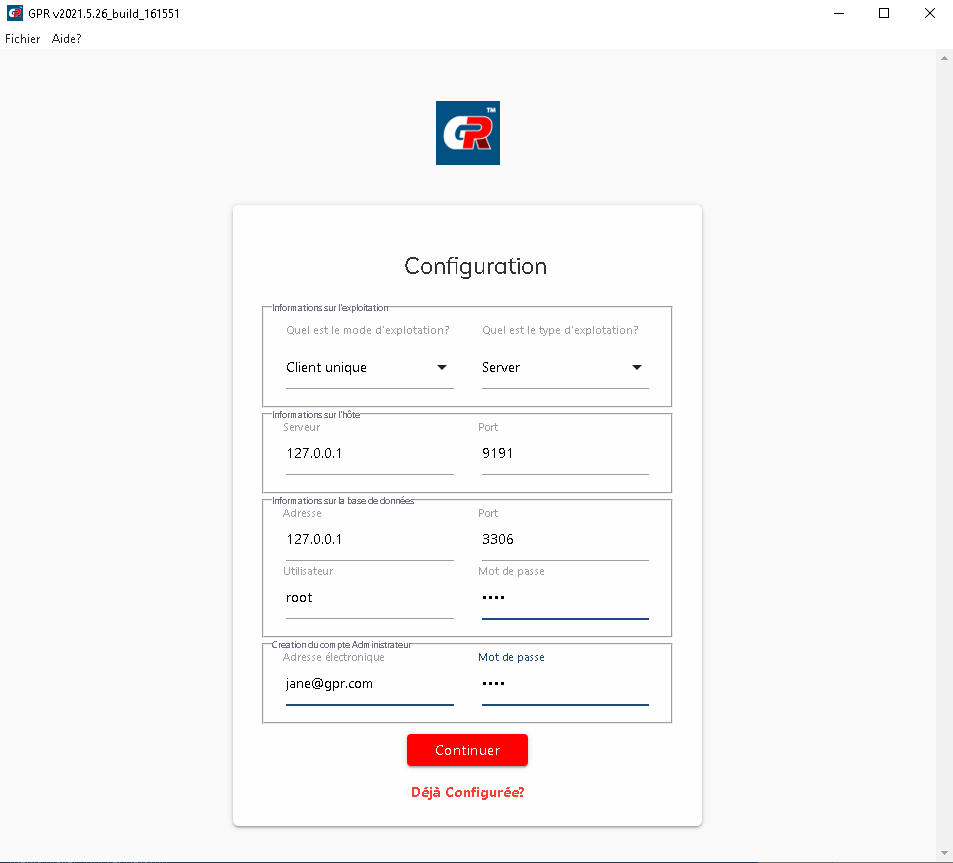 GPR v2021.5.26_build_161551
Fichier Aide?
GR™
Configuration
Informations sur l'exploitation
Quel est le mode d'explotation? Quel est le type d'explotation?
Client unique Server
Informations sur l'hôte
Serveur Port
127.0.0.1 9191
Informations sur la base de données
Adresse Port
127.0.0.1 3306
Utilisateur Mot de passe
root ••••
Creation du compte Administrateur
Adresse électronique Mot de passe
jane@gpr.com ••••
Continuer
Déjà Configurée?